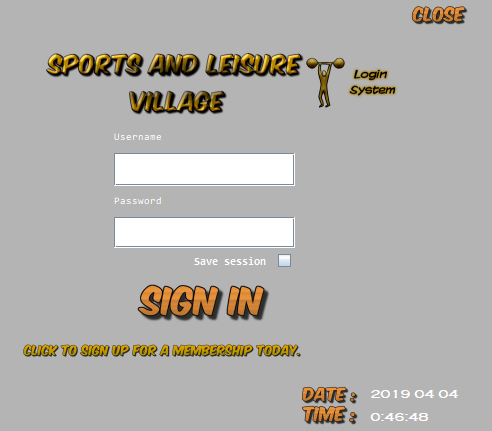 CLOSE
SPORTS AND LEISURE
VILLAGE
Login
System
Username
Password
Save session
SIGN IN
CLICK TO SIGN UP FOR A MEMBERSHIP TODAY.
DATE : 2019 04 04
TIME : 0:46:48